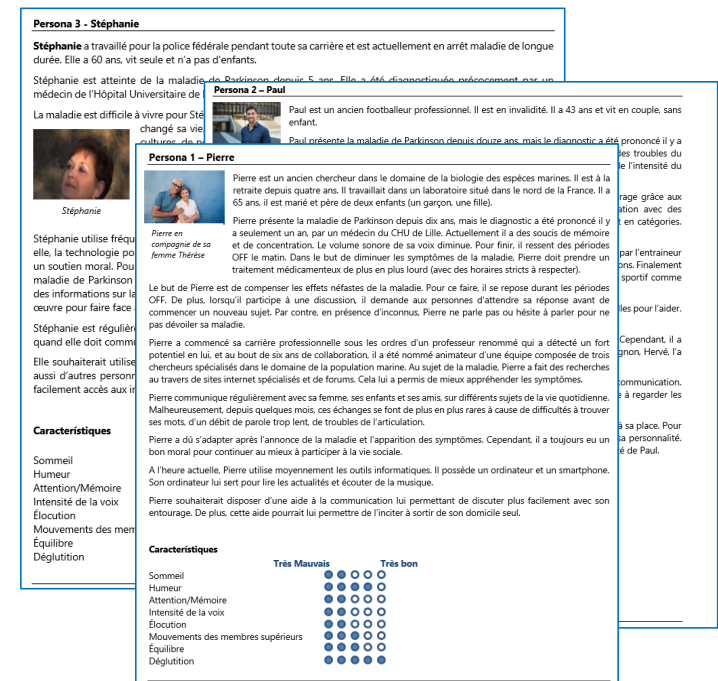 Persona 3 - Stéphanie
Stéphanie a travaillé pour la police fédérale pendant toute sa carrière et est actuellement en arrêt maladie de longue
durée. Elle a 60 ans, vit seule et n’a pas d’enfants.
Stéphanie est atteinte de la maladie de Parkinson depuis 5 ans. Elle a été diagnostiquée précocement par un
médecin de l’Hôpital Universitaire de
La maladie est difficile à vivre pour Sté
changé sa vie
cultures, de
Stéphanie
Stéphanie utilise fréqu
elle, la technologie po
un soutien moral. Pou
maladie de Parkinson
des informations sur la
œuvre pour faire face
Stéphanie est régulièr
quand elle doit commu
Elle souhaiterait utilise
aussi d’autres personn
facilement accès aux in
Caractéristiques
Sommeil
Humeur
Attention/Mémoire
Intensité de la voix
Élocution
Mouvements des mem
Équilibre
Déglutition
Persona 2 – Paul
Paul est un ancien footballeur professionnel. Il est en invalidité. Il a 43 ans et vit en couple, sans
enfant.
Paul présente la maladie de Parkinson depuis douze ans, mais le diagnostic a été prononcé il y a
des troubles du
de l’intensité du
rage grâce aux
ation avec des
t en catégories.
par l’entraineur
ons. Finalement
sportif comme
lles pour l’aider.
Cependant, il a
gnon, Hervé, l’a
ommunication.
e à regarder les
à sa place. Pour
sa personnalité.
é de Paul.
Persona 1 – Pierre
Pierre est un ancien chercheur dans le domaine de la biologie des espèces marines. Il est à la
retraite depuis quatre ans. Il travaillait dans un laboratoire situé dans le nord de la France. Il a
65 ans, il est marié et père de deux enfants (un garçon, une fille).
Pierre en
compagnie de sa
femme Thérèse
Pierre présente la maladie de Parkinson depuis dix ans, mais le diagnostic a été prononcé il y
a seulement un an, par un médecin du CHU de Lille. Actuellement il a des soucis de mémoire
et de concentration. Le volume sonore de sa voix diminue. Pour finir, il ressent des périodes
OFF le matin. Dans le but de diminuer les symptômes de la maladie, Pierre doit prendre un
traitement médicamenteux de plus en plus lourd (avec des horaires stricts à respecter).
Le but de Pierre est de compenser les effets néfastes de la maladie. Pour ce faire, il se repose durant les périodes
OFF. De plus, lorsqu’il participe à une discussion, il demande aux personnes d’attendre sa réponse avant de
commencer un nouveau sujet. Par contre, en présence d’inconnus, Pierre ne parle pas ou hésite à parler pour ne
pas dévoiler sa maladie.
Pierre a commencé sa carrière professionnelle sous les ordres d’un professeur renommé qui a détecté un fort
potentiel en lui, et au bout de six ans de collaboration, il a été nommé animateur d’une équipe composée de trois
chercheurs spécialisés dans le domaine de la population marine. Au sujet de la maladie, Pierre a fait des recherches
au travers de sites internet spécialisés et de forums. Cela lui a permis de mieux appréhender les symptômes.
Pierre communique régulièrement avec sa femme, ses enfants et ses amis, sur différents sujets de la vie quotidienne.
Malheureusement, depuis quelques mois, ces échanges se font de plus en plus rares à cause de difficultés à trouver
ses mots, d’un débit de parole trop lent, de troubles de l’articulation.
Pierre a dû s’adapter après l’annonce de la maladie et l’apparition des symptômes. Cependant, il a toujours eu un
bon moral pour continuer au mieux à participer à la vie sociale.
A l’heure actuelle, Pierre utilise moyennement les outils informatiques. Il possède un ordinateur et un smartphone.
Son ordinateur lui sert pour lire les actualités et écouter de la musique.
Pierre souhaiterait disposer d’une aide à la communication lui permettant de discuter plus facilement avec son
entourage. De plus, cette aide pourrait lui permettre de l’inciter à sortir de son domicile seul.
Caractéristiques
Très Mauvais Très bon
Sommeil
Humeur
Attention/Mémoire
Intensité de la voix
Élocution
Mouvements des membres supérieurs
Équilibre
Déglutition